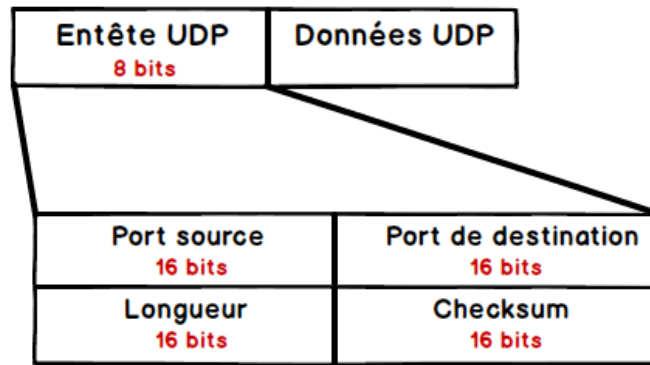 Entête UDP
8 bits
Données UDP
Port source
16 bits
Port de destination
16 bits
Longueur
16 bits
Checksum
16 bits